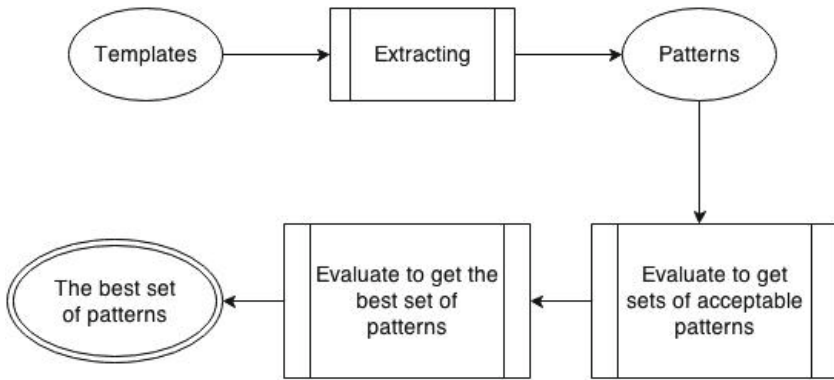 Templates
Extracting
Patterns
Evaluate to get
sets of acceptable
patterns
Evaluate to get the
best set of
patterns
The best set
of patterns